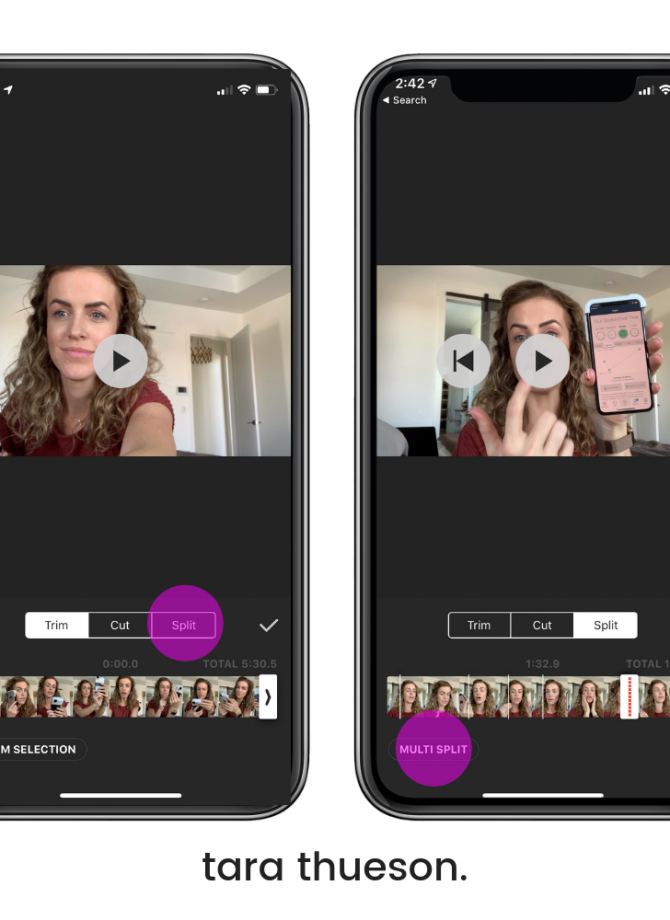 2:42
Search
Trim
Cut
Split
0:00.0
TOTAL 5:30.5
M SELECTION
Trim
Cut
Split
1:32.9
TOTAL 1
MULTI SPLIT
tara thueson.